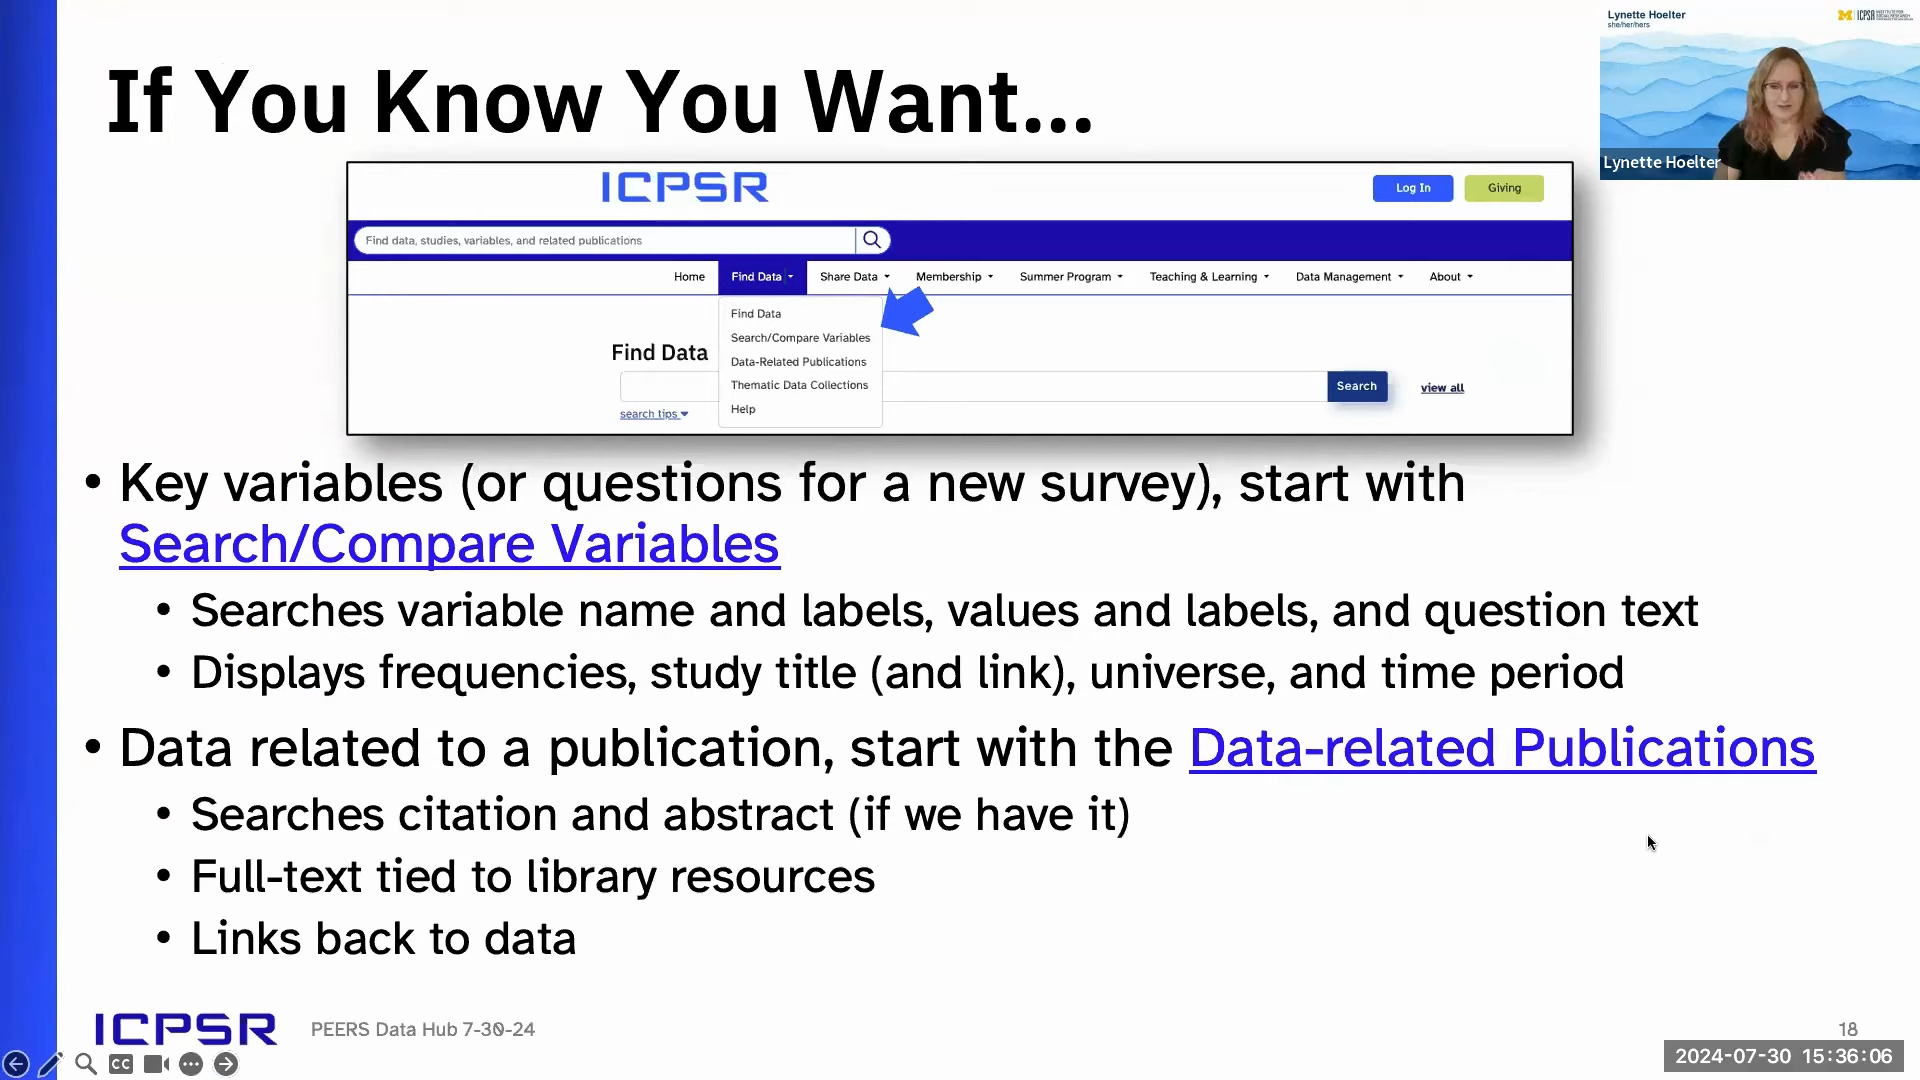 If You Know You Want...
Lynette Hoelter
she/her/hers
M ICPSR
Lynette Hoelter
ICPSR
Log In
Giving
Find data, studies, variables, and related publications
Home Find Data Share Data Membership Summer Program Teaching & Learning Data Management About
Find Data
Search/Compare Variables
Data-Related Publications
Thematic Data Collections
Help
Find Data
Search
view all
search tips
• Key variables (or questions for a new survey), start with
Search/Compare Variables
• Searches variable name and labels, values and labels, and question text
• Displays frequencies, study title (and link), universe, and time period
• Data related to a publication, start with the Data-related Publications
• Searches citation and abstract (if we have it)
• Full-text tied to library resources
• Links back to data
ICPSR
PEERS Data Hub 7-30-24
18
CC
2024-07-30 15:36:06